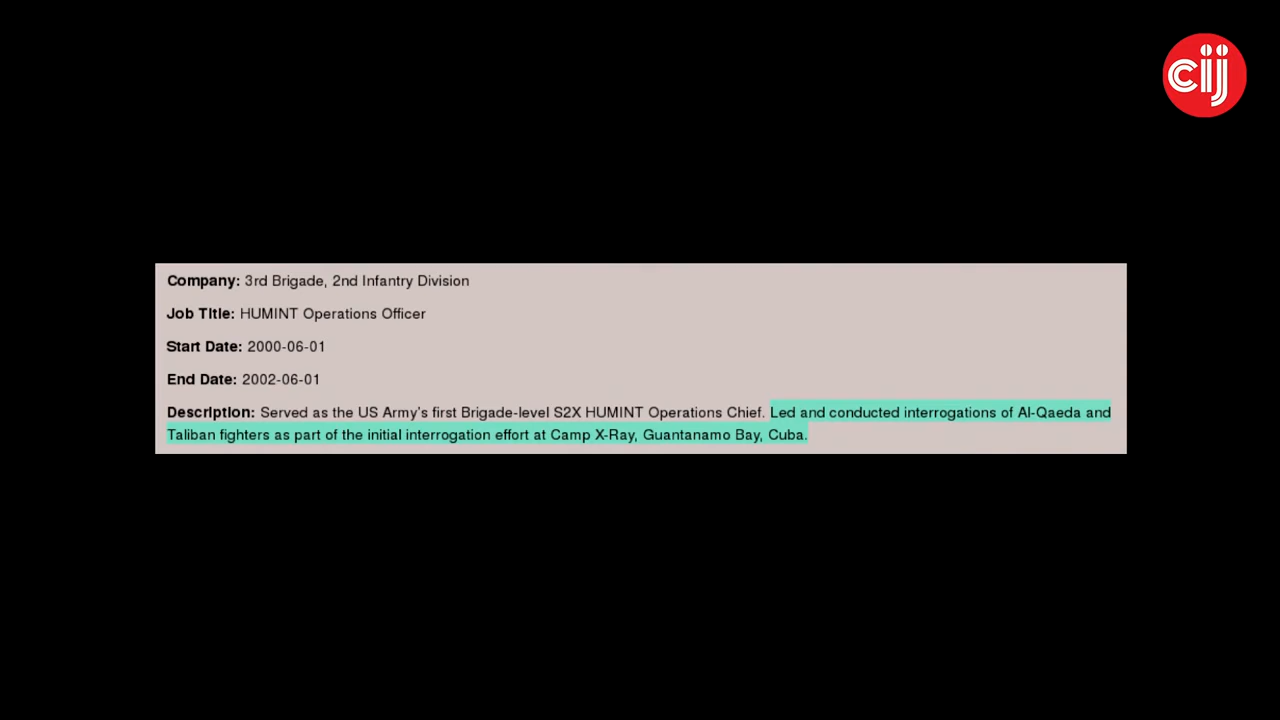 cij
Company: 3rd Brigade, 2nd Infantry Division
Job Title: HUMINT Operations Officer
Start Date: 2000-06-01
End Date: 2002-06-01
Description: Served as the US Army's first Brigade-level S2X HUMINT Operations Chief. Led and conducted interrogations of Al-Qaeda and
Taliban fighters as part of the initial interrogation effort at Camp X-Ray, Guantanamo Bay, Cuba.